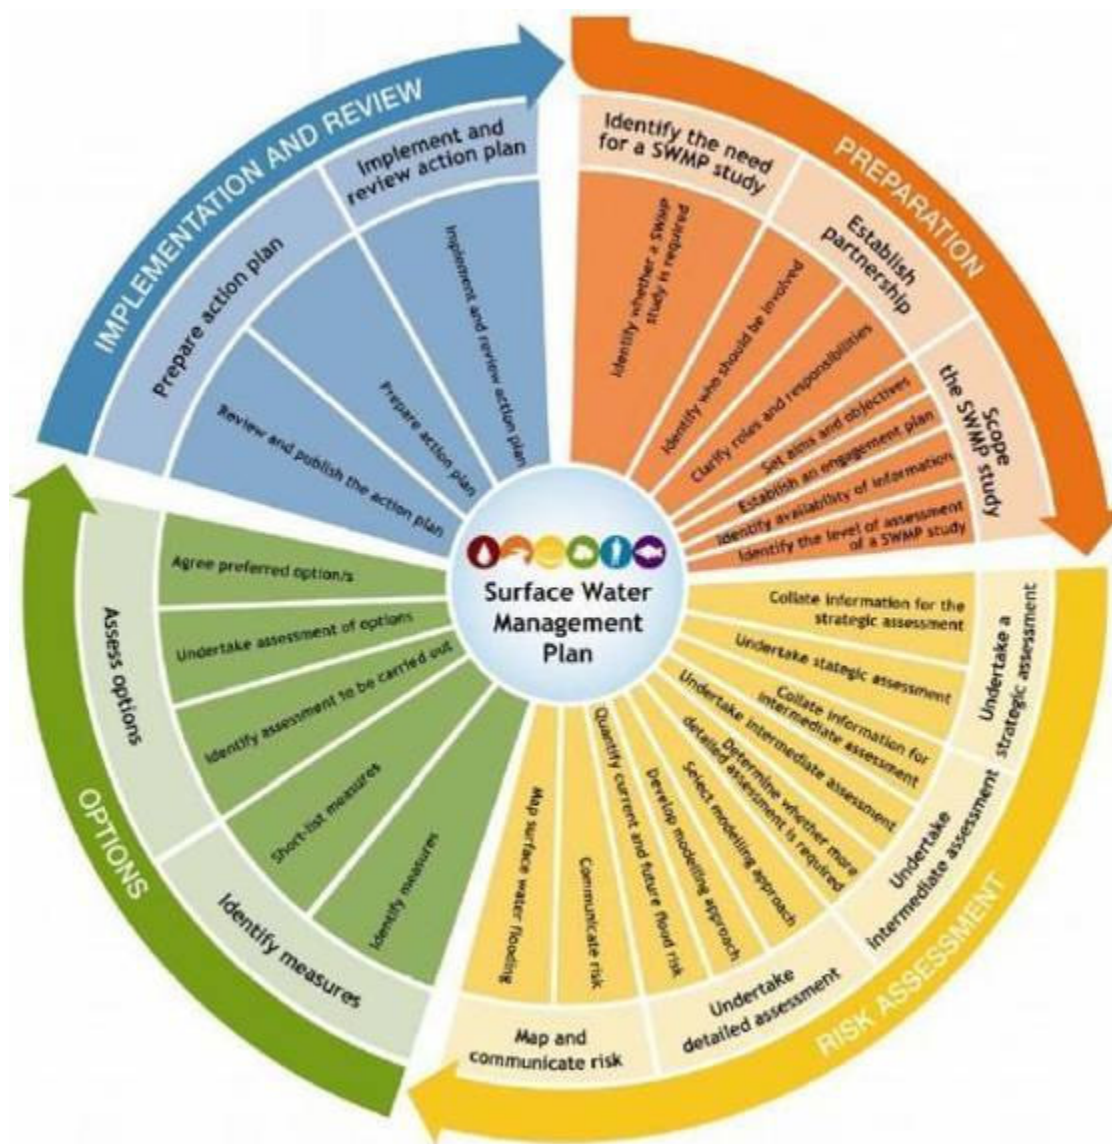 PREPARATION
Identify the need
for a SWMP study
Identify whether a SWMP
study is required
Establish
partnership
Identify who should be involved
Clarify roles and responsibilities
Scope
the SWMP study
Set aims and objectives
Establish an engagement plan
Identify availability of information
Identify the level of assessment
of a SWMP study
RISK ASSESSMENT
Undertake a
strategic assessment
Collate information for the
strategic assessment
Undertake stategic assessment
Undertake
intermediate assessment
Collate information for
intermediate assessment
Undertake intermediate assessment
Determine whether more
detailed assessment is required
Undertake
detailed assessment
Select modelling approach
Develop modelling approach
Quantify current and future flood risk
Map and
communicate risk
Communicate risk
Map surface water flooding
OPTIONS
Identify measures
Identify measures
Short-list measures
Assess options
Identify assessment to be carried out
Undertake assessment of options
Agree preferred option/s
IMPLEMENTATION AND REVIEW
Prepare action plan
Review and publish the action plan
Prepare action plan
Implement and
review action plan
Implement and review action plan
Surface Water
Management
Plan